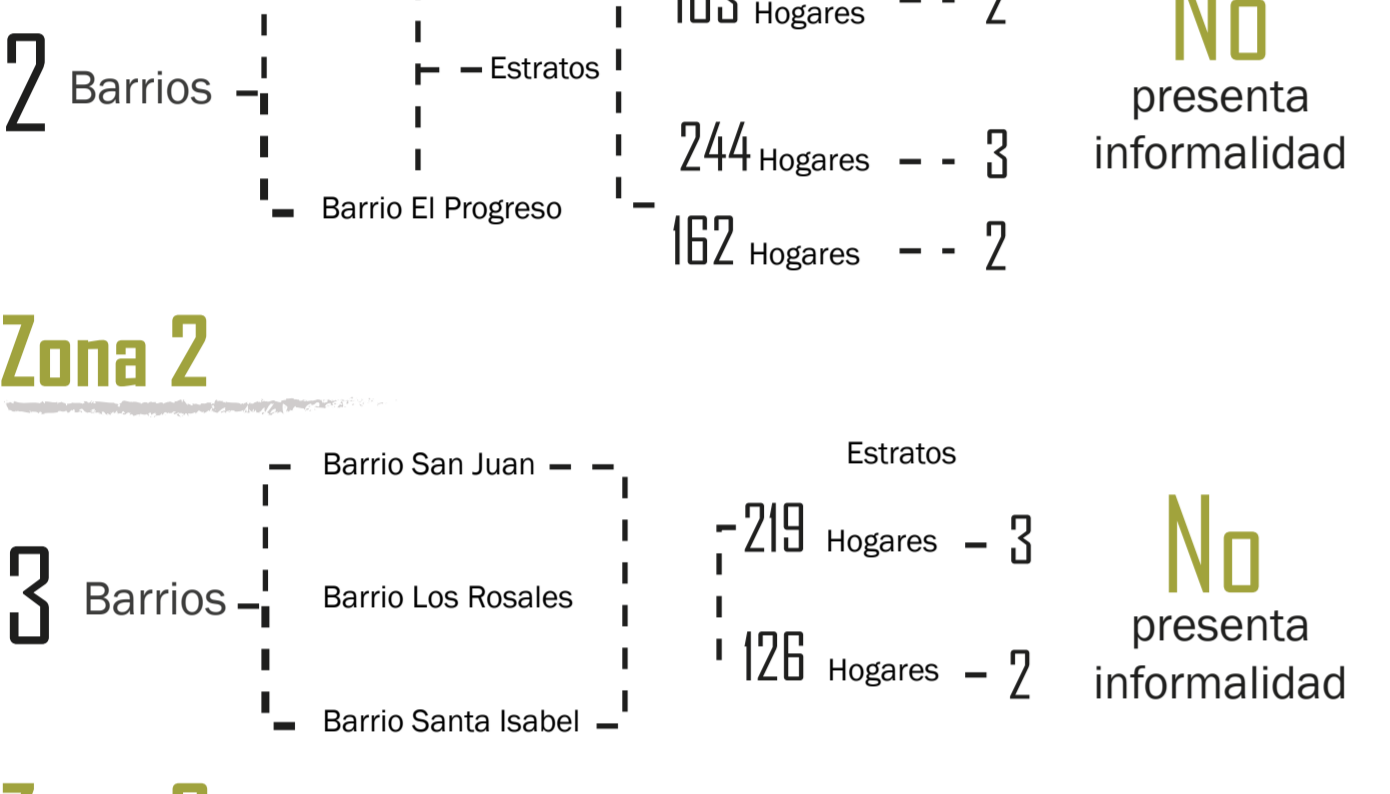 Hogares 2
No
2 Barrios
Estratos
presenta
informalidad
244 Hogares 3
Barrio El Progreso
162 Hogares 2
Zona 2
Barrio San Juan
Estratos
219 Hogares 3
No
3 Barrios
Barrio Los Rosales
presenta
informalidad
126 Hogares 2
Barrio Santa Isabel